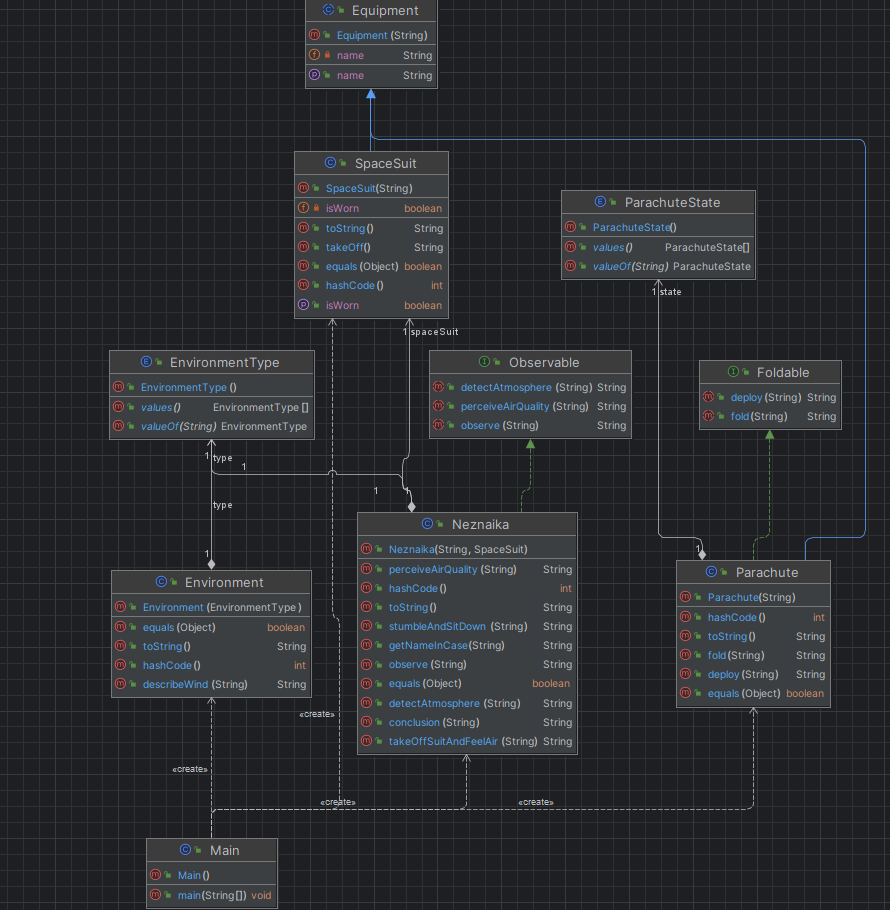 Equipment
Equipment(String)
name String
name String
SpaceSuit
SpaceSuit(String)
isWorn boolean
toString() String
takeOff() String
equals(Object) boolean
hashCode() int
isWorn boolean
ParachuteState
ParachuteState()
values() ParachuteState[]
valueOf(String) ParachuteState
1 state
1 spaceSuit
EnvironmentType
EnvironmentType()
values() EnvironmentType[]
valueOf(String) EnvironmentType
Observable
detectAtmosphere(String) String
perceiveAirQuality(String) String
observe(String) String
Foldable
deploy(String) String
fold(String) String
1 type
1
1
1
type
1
1
Neznaika
Neznaika(String, SpaceSuit)
perceiveAirQuality(String) String
hashCode() int
toString() String
stumbleAndSitDown(String) String
getNameInCase(String) String
observe(String) String
equals(Object) boolean
detectAtmosphere(String) String
conclusion(String) String
takeOffSuitAndFeelAir(String) String
Environment
Environment(EnvironmentType)
equals(Object) boolean
toString() String
hashCode() int
describeWind(String) String
Parachute
Parachute(String)
hashCode() int
toString() String
fold(String) String
deploy(String) String
equals(Object) boolean
«create»
«create»
«create»
«create»
Main
Main()
main(String[]) void